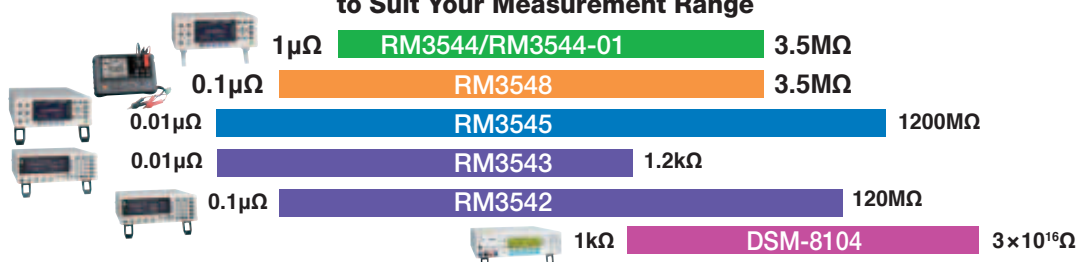 to Suit Your Measurement Range
1μΩ RM3544/RM3544-01 3.5MΩ
0.1μΩ RM3548 3.5MΩ
0.01μΩ RM3545 1200MΩ
0.01μΩ RM3543 1.2kΩ
0.1μΩ RM3542 120MΩ
1kΩ DSM-8104 3×10¹⁶Ω